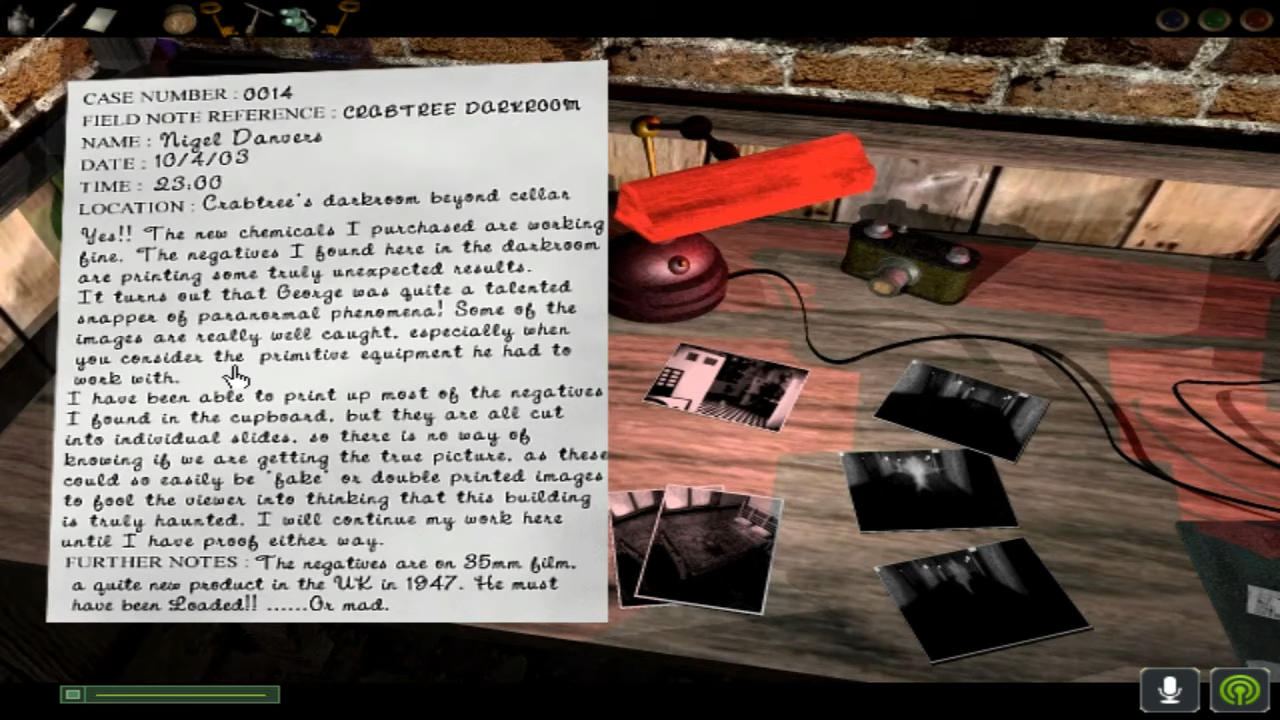 CASE NUMBER : 0014
FIELD NOTE REFERENCE : CRABTREE DARKROOM
NAME : Nigel Danvers
DATE : 10/4/03
TIME : 23:00
LOCATION : Crabtree's darkroom beyond cellar
Yes!! The new chemicals I purchased are working
fine. The negatives I found here in the darkroom
are printing some truly unexpected results.
It turns out that George was quite a talented
snapper of paranormal phenomena! Some of the
images are really well caught, especially when
you consider the primitive equipment he had to
work with.
I have been able to print up most of the negatives
I found in the cupboard, but they are all cut
into individual slides, so there is no way of
knowing if we are getting the true picture, as these
could so easily be 'fake' or double printed images
to fool the viewer into thinking that this building
is truly haunted. I will continue my work here
until I have proof either way.
FURTHER NOTES : The negatives are on 35mm film,
a quite new product in the UK in 1947. He must
have been Loaded!! ......Or mad.